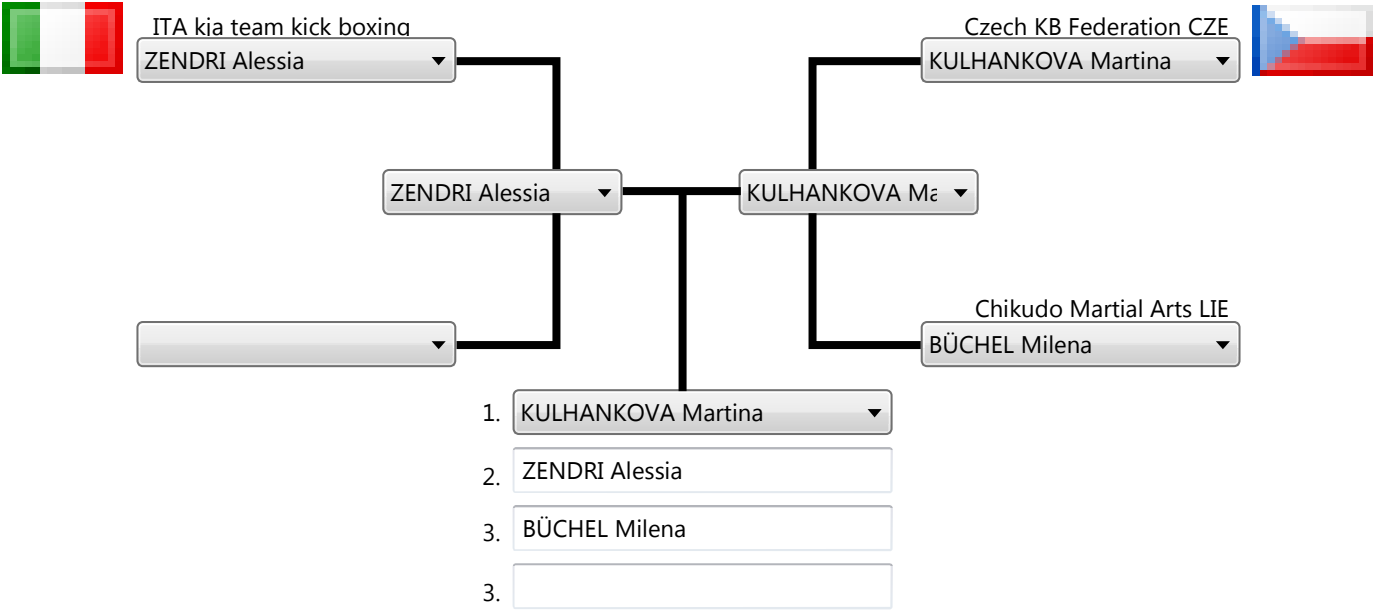 ITA kja team kick boxing
Czech KB Federation CZE
ZENDRI Alessia
KULHANKOVA Martina
ZENDRI Alessia
KULHANKOVA Ma
Chikudo Martial Arts LIE
BÜCHEL Milena
1. KULHANKOVA Martina
2. ZENDRI Alessia
3. BÜCHEL Milena
3.